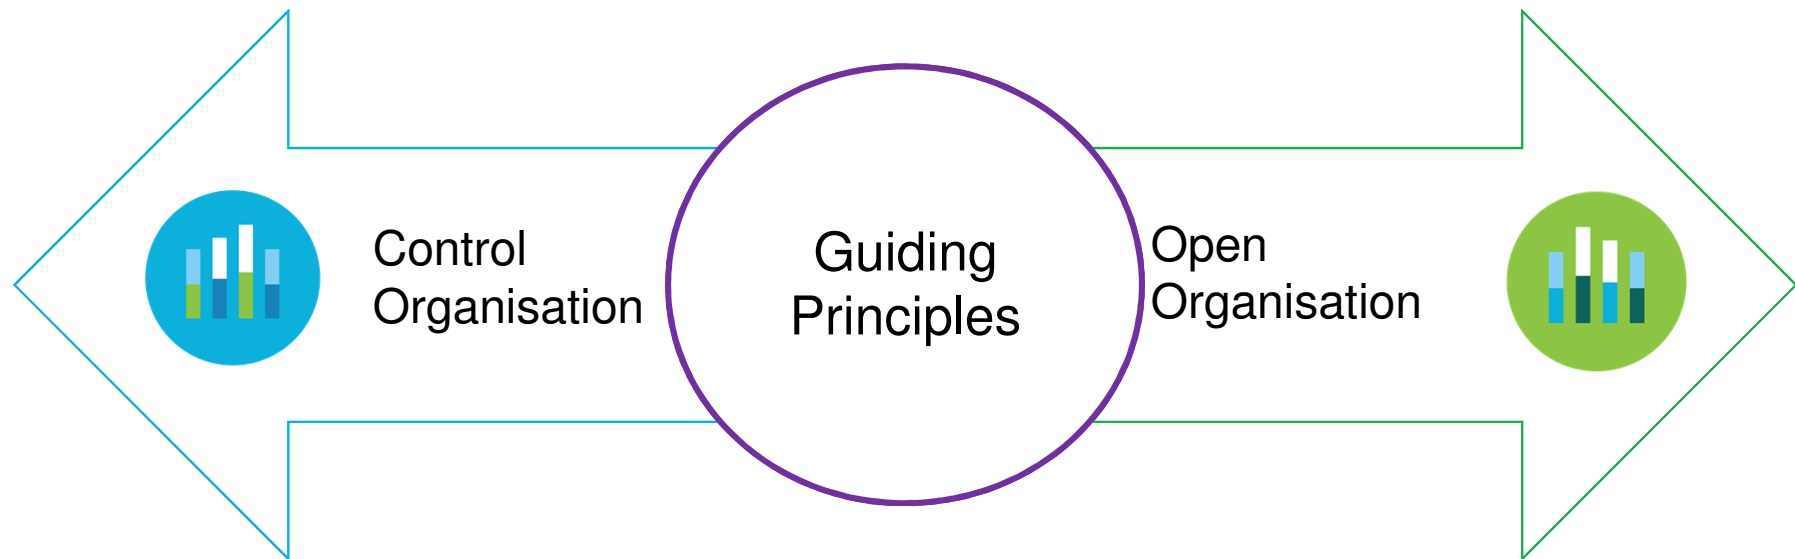 Control
Organisation
Guiding
Principles
Open
Organisation